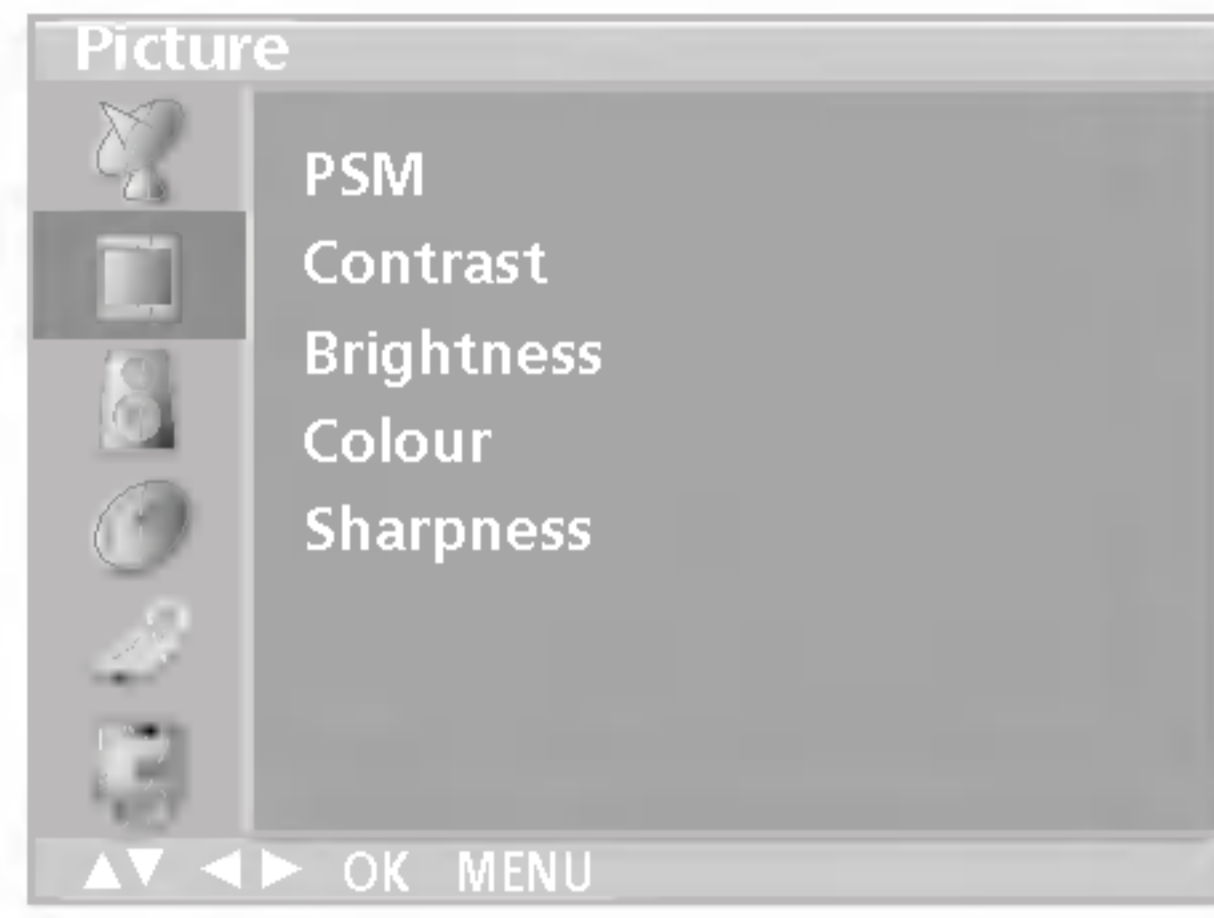 Picture
PSM
Contrast
Brightness
Colour
Sharpness
▲▼ ◀▶ OK MENU